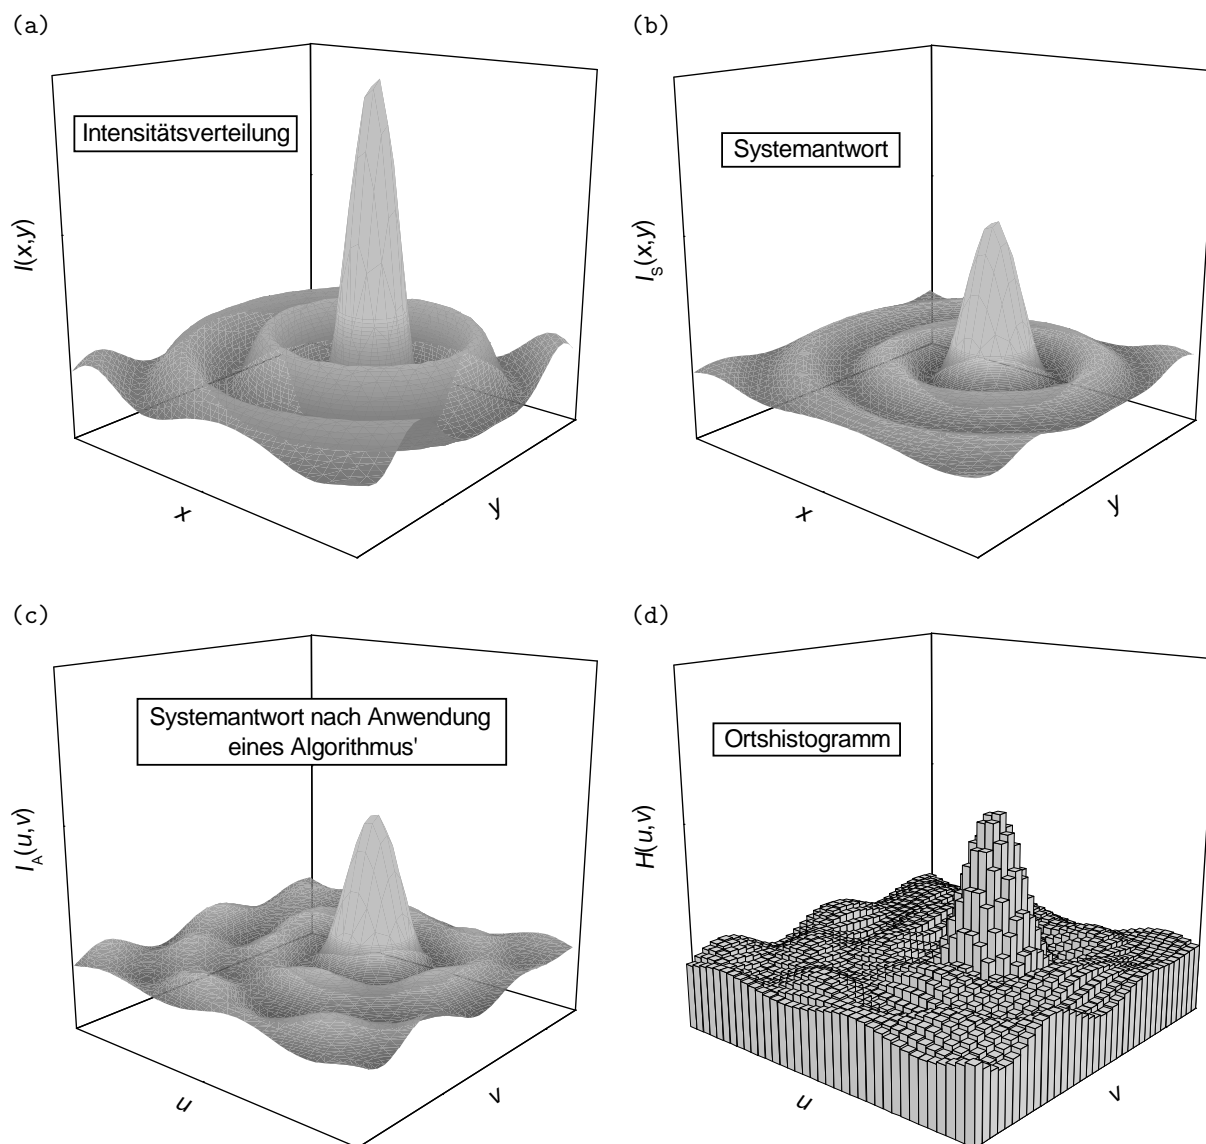 (a)
Intensitätsverteilung
I(x,y)
x
y
(b)
Systemantwort
I_S(x,y)
x
y
(c)
Systemantwort nach Anwendung
eines Algorithmus'
I_A(u,v)
u
v
(d)
Ortshistogramm
H(u,v)
u
v